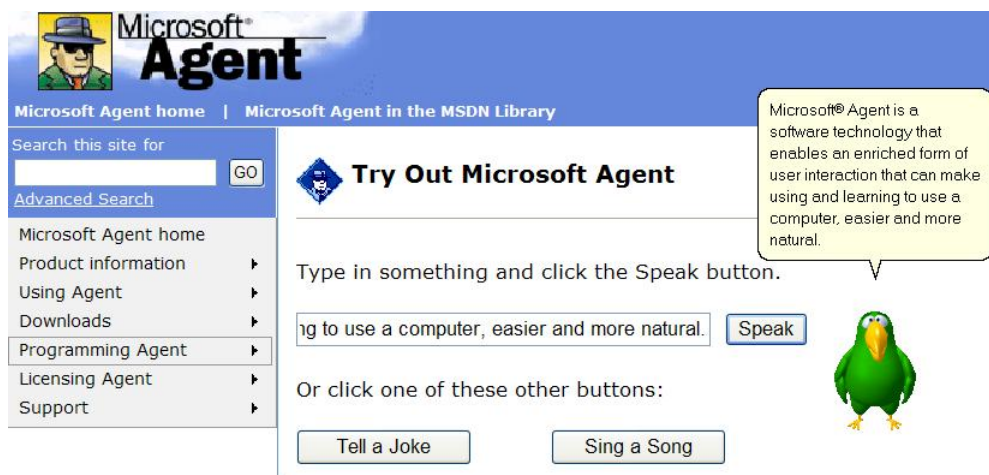 Microsoft®
Agent
Microsoft Agent home | Microsoft Agent in the MSDN Library
Search this site for
GO
Advanced Search
Microsoft Agent home
Product information
Using Agent
Downloads
Programming Agent
Licensing Agent
Support
Try Out Microsoft Agent
Microsoft® Agent is a
software technology that
enables an enriched form of
user interaction that can make
using and learning to use a
computer, easier and more
natural.
Type in something and click the Speak button.
ng to use a computer, easier and more natural.
Speak
Or click one of these other buttons:
Tell a Joke
Sing a Song